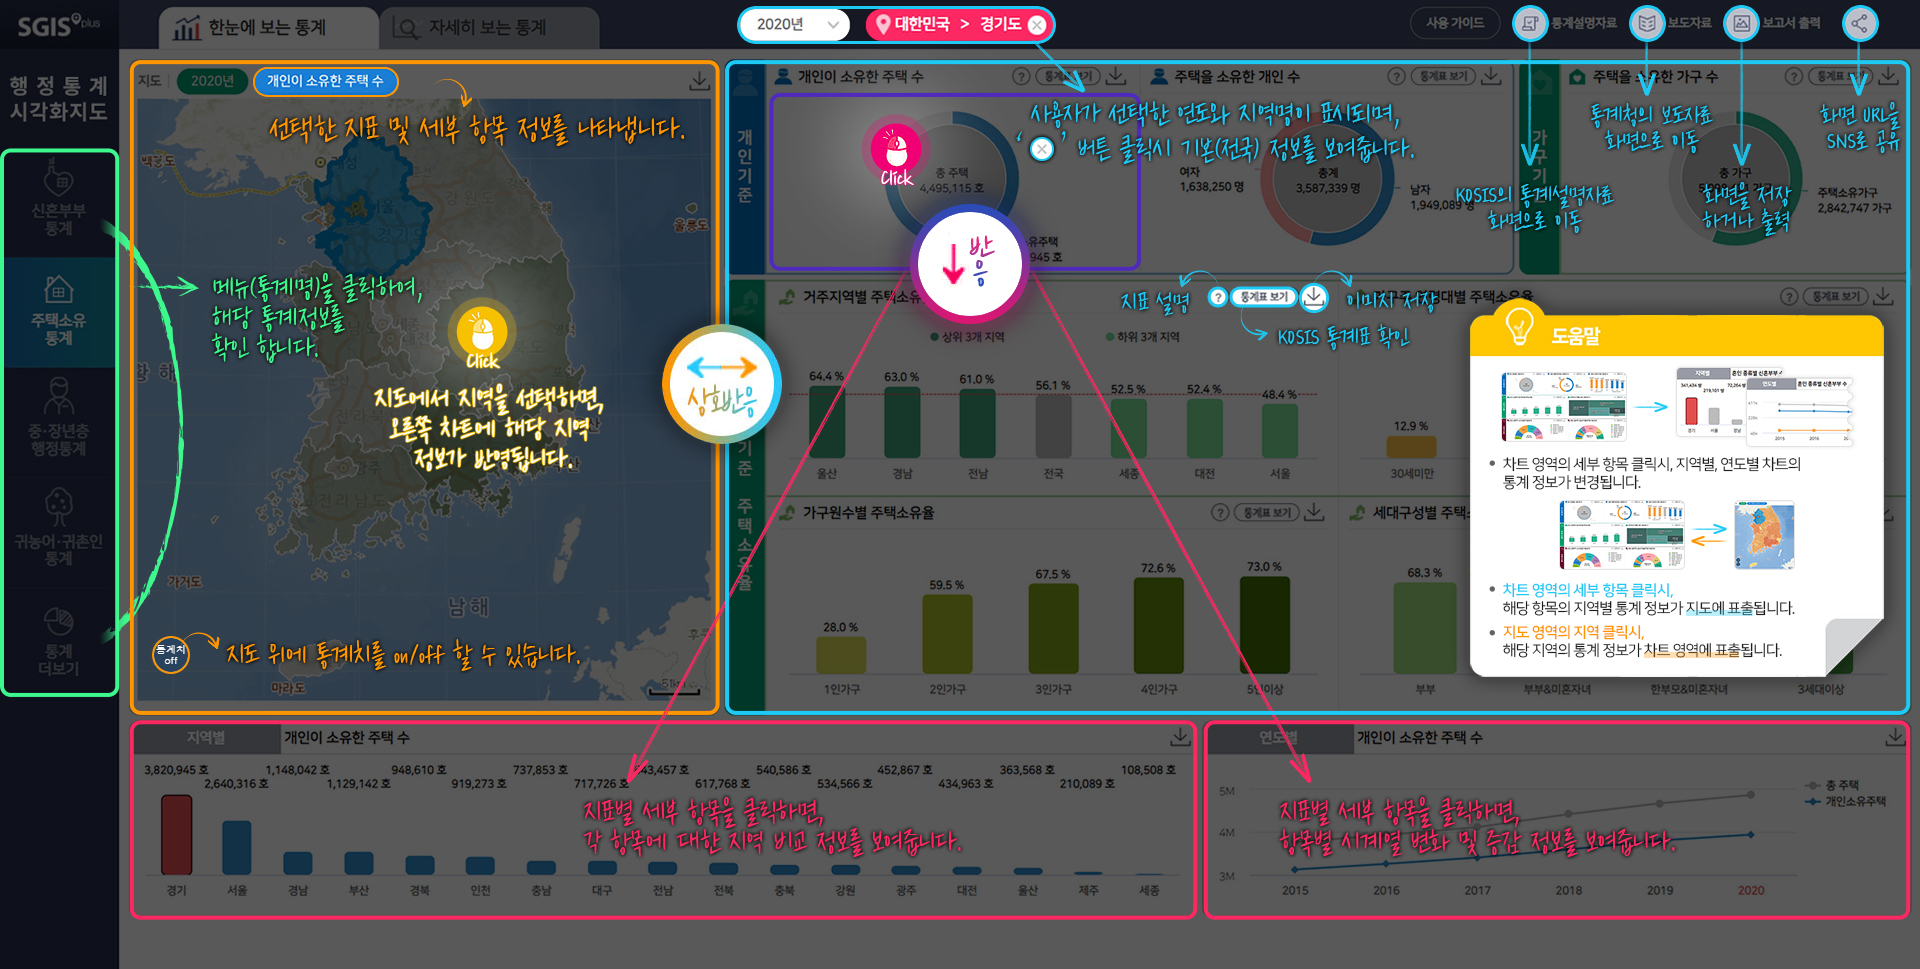 SGIS plus
한눈에 보는 통계
자세히 보는 통계
2020년
대한민국 > 경기도
사용 가이드
통계설명자료
보도자료
보고서 출력
행정통계
시각화지도
신혼부부
통계
주택소유
통계
중·장년층
행정통계
귀농어·귀촌인
통계
통계
더보기
메뉴(통계명)을 클릭하여,
해당 통계정보를
확인 합니다.
지도
2020년
개인이 소유한 주택 수
선택한 지표 및 세부 항목 정보를 나타냅니다.
백령도
개성
서울
경기도
강원
울릉도
황해
Click
지도에서 지역을 선택하면,
오른쪽 차트에 해당 지역
정보가 반영됩니다.
전라남도
가거도
남해
마라도
통계치
off
지도 위에 통계치를 on/off 할 수 있습니다.
51km
상호반응
개인기준
개인이 소유한 주택 수
? 통계표 보기
총 주택
4,495,115 호
Click
반응
주택을 소유한 개인 수
? 통계표 보기
여자
1,638,250 명
총계
3,587,339 명
남자
1,949,089 명
주택을 소유한 가구 수
?
총 가구
주택소유가구
2,842,747 가구
사용자가 선택한 연도와 지역명이 표시되며,
' ' 버튼 클릭시 기본(전국) 정보를 보여줍니다.
KOSIS의 통계설명자료
화면으로 이동
통계청의 보도자료
화면으로 이동
화면을 저장
하거나 출력
화면 URL을
SNS로 공유
지표 설명
? 통계표 보기
이미지 저장
KOSIS 통계표 확인
주택소유율
거주지역별 주택소유
? 통계표 보기
상위 3개 지역
하위 3개 지역
64.4 %
63.0 %
61.0 %
56.1 %
52.5 %
52.4 %
48.4 %
울산
경남
전남
전국
세종
대전
서울
12.9 %
30세미만
가구원수별 주택소유율
? 통계표 보기
28.0 %
59.5 %
67.5 %
72.6 %
73.0 %
1인가구
2인가구
3인가구
4인가구
5인이상
세대구성별 주택소
68.3 %
부부
부부&미혼자녀
한부모&미혼자녀
3세대이상
도움말
• 차트 영역의 세부 항목 클릭시, 지역별, 연도별 차트의
통계 정보가 변경됩니다.
• 차트 영역의 세부 항목 클릭시,
해당 항목의 지역별 통계 정보가 지도에 표출됩니다.
• 지도 영역의 지역 클릭시,
해당 지역의 통계 정보가 차트 영역에 표출됩니다.
지역별
개인이 소유한 주택 수
3,820,945 호
2,640,316 호
1,148,042 호
1,129,142 호
948,610 호
919,273 호
737,853 호
717,726 호
617,768 호
540,586 호
534,566 호
452,867 호
434,963 호
363,568 호
210,089 호
108,508 호
지표별 세부 항목을 클릭하면,
각 항목에 대한 지역 비교 정보를 보여줍니다.
경기
서울
경남
부산
경북
인천
충남
대구
전남
전북
충북
강원
광주
대전
울산
제주
세종
연도별
개인이 소유한 주택 수
5M
4M
3M
총 주택
개인소유주택
지표별 세부 항목을 클릭하면,
항목별 시계열 변화 및 증감 정보를 보여줍니다.
2015
2016
2017
2018
2019
2020